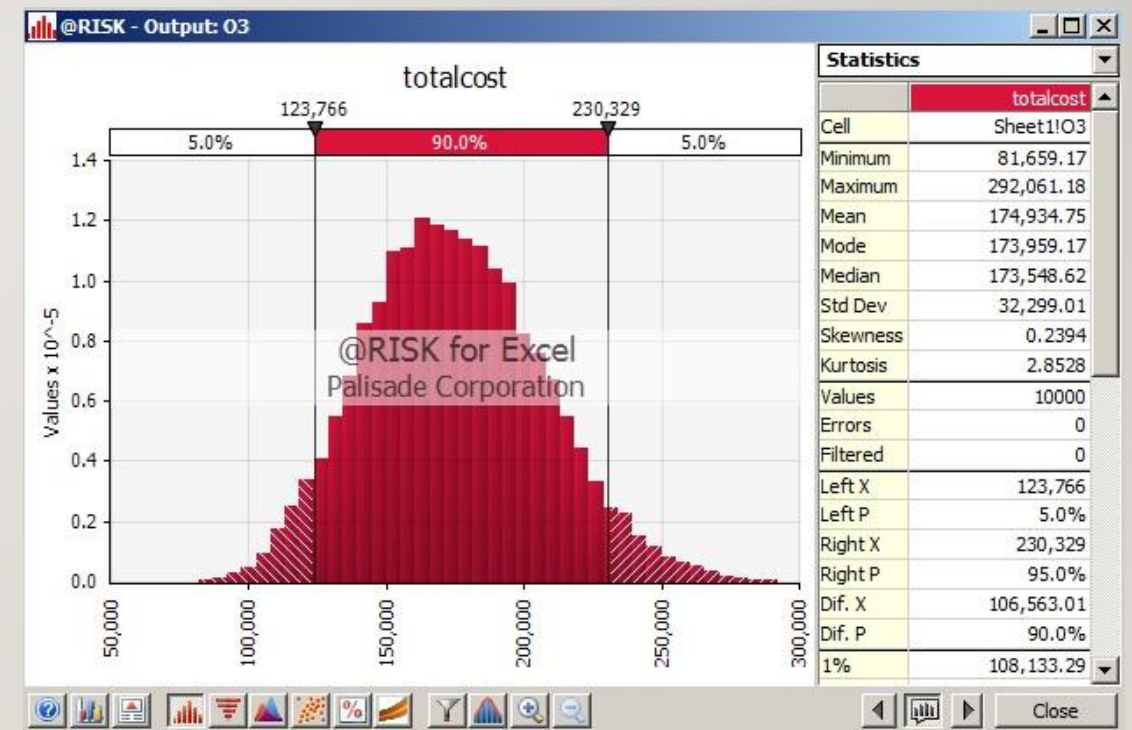 @RISK - Output: O3
totalcost
123,766 230,329
5.0% 90.0% 5.0%
1.4
1.2
1.0
0.8
0.6
0.4
0.2
0.0
Values x 10^-5
@RISK for Excel
Palisade Corporation
50,000 100,000 150,000 200,000 250,000 300,000
Statistics
totalcost
Cell Sheet1!O3
Minimum 81,659.17
Maximum 292,061.18
Mean 174,934.75
Mode 173,959.17
Median 173,548.62
Std Dev 32,299.01
Skewness 0.2394
Kurtosis 2.8528
Values 10000
Errors 0
Filtered 0
Left X 123,766
Left P 5.0%
Right X 230,329
Right P 95.0%
Dif. X 106,563.01
Dif. P 90.0%
1% 108,133.29
Close